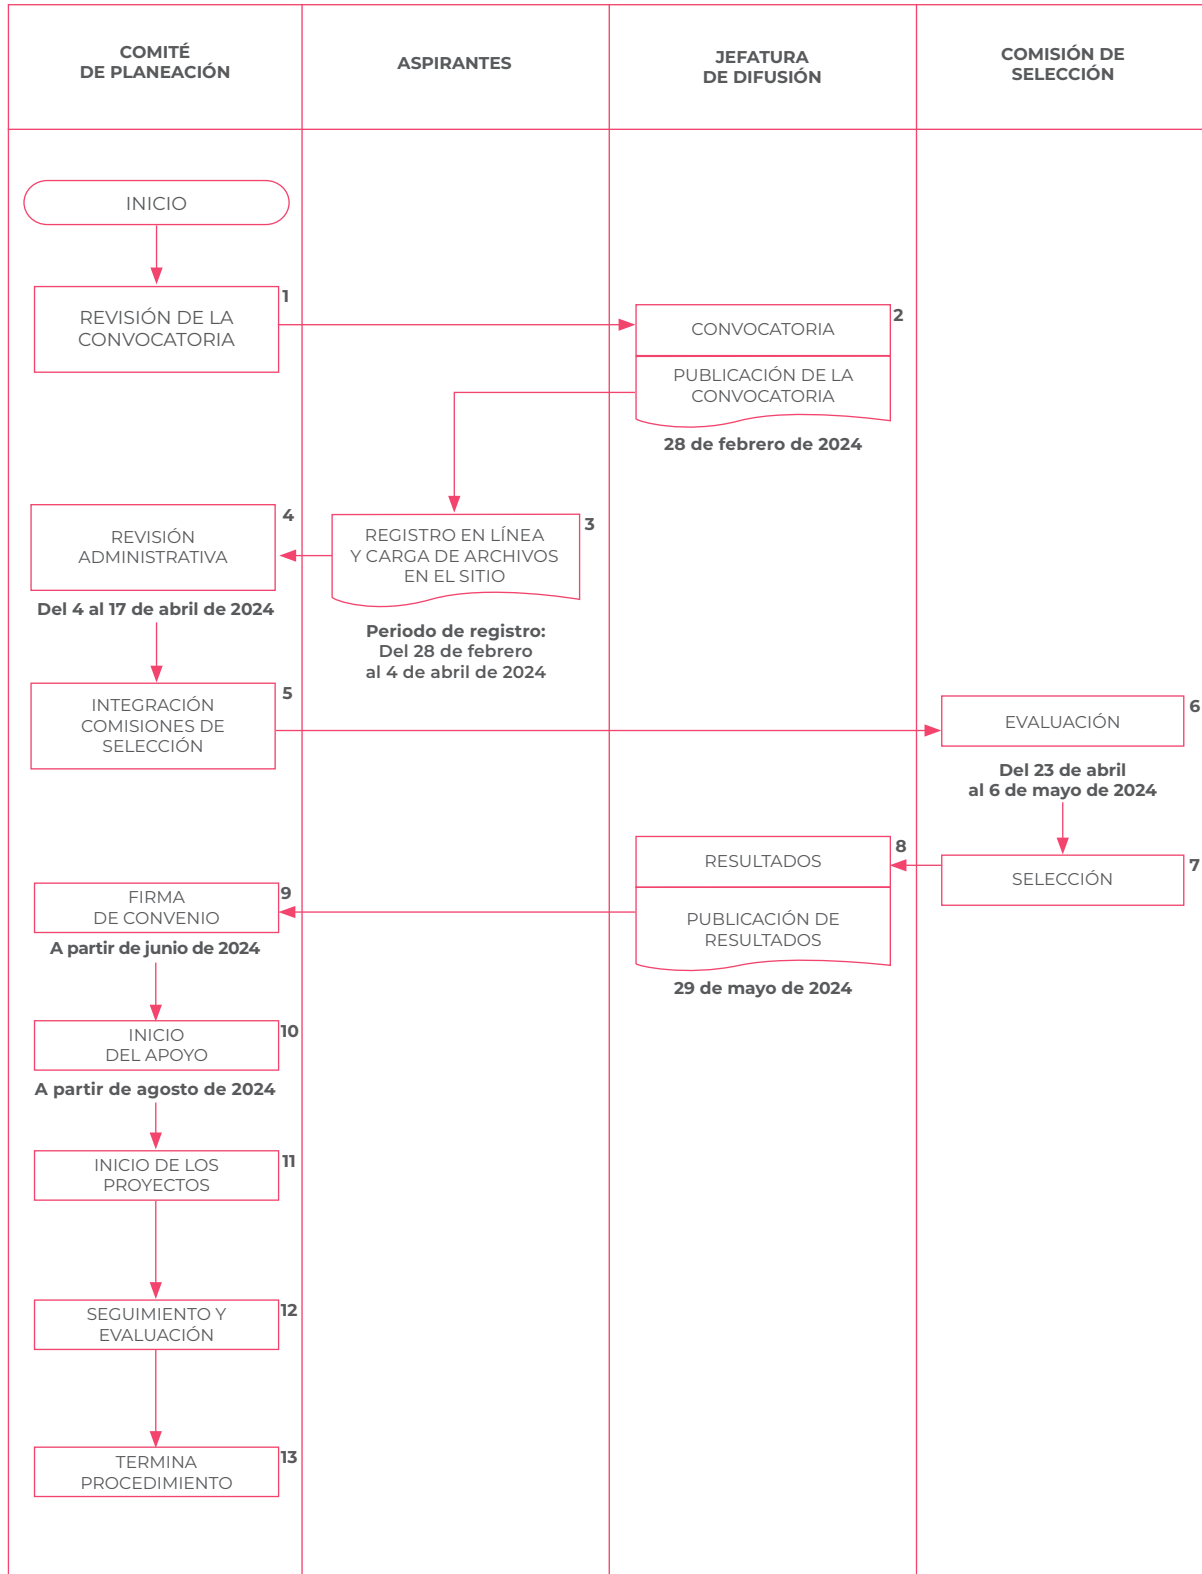 COMITÉ
DE PLANEACIÓN
ASPIRANTES
JEFATURA
DE DIFUSIÓN
COMISIÓN DE
SELECCIÓN
INICIO
1
REVISIÓN DE LA
CONVOCATORIA
2
CONVOCATORIA
PUBLICACIÓN DE LA
CONVOCATORIA
28 de febrero de 2024
3
REGISTRO EN LÍNEA
Y CARGA DE ARCHIVOS
EN EL SITIO
Periodo de registro:
Del 28 de febrero
al 4 de abril de 2024
4
REVISIÓN
ADMINISTRATIVA
Del 4 al 17 de abril de 2024
5
INTEGRACIÓN
COMISIONES DE
SELECCIÓN
6
EVALUACIÓN
Del 23 de abril
al 6 de mayo de 2024
7
SELECCIÓN
8
RESULTADOS
PUBLICACIÓN DE
RESULTADOS
29 de mayo de 2024
9
FIRMA
DE CONVENIO
A partir de junio de 2024
10
INICIO
DEL APOYO
A partir de agosto de 2024
11
INICIO DE LOS
PROYECTOS
12
SEGUIMIENTO Y
EVALUACIÓN
13
TERMINA
PROCEDIMIENTO